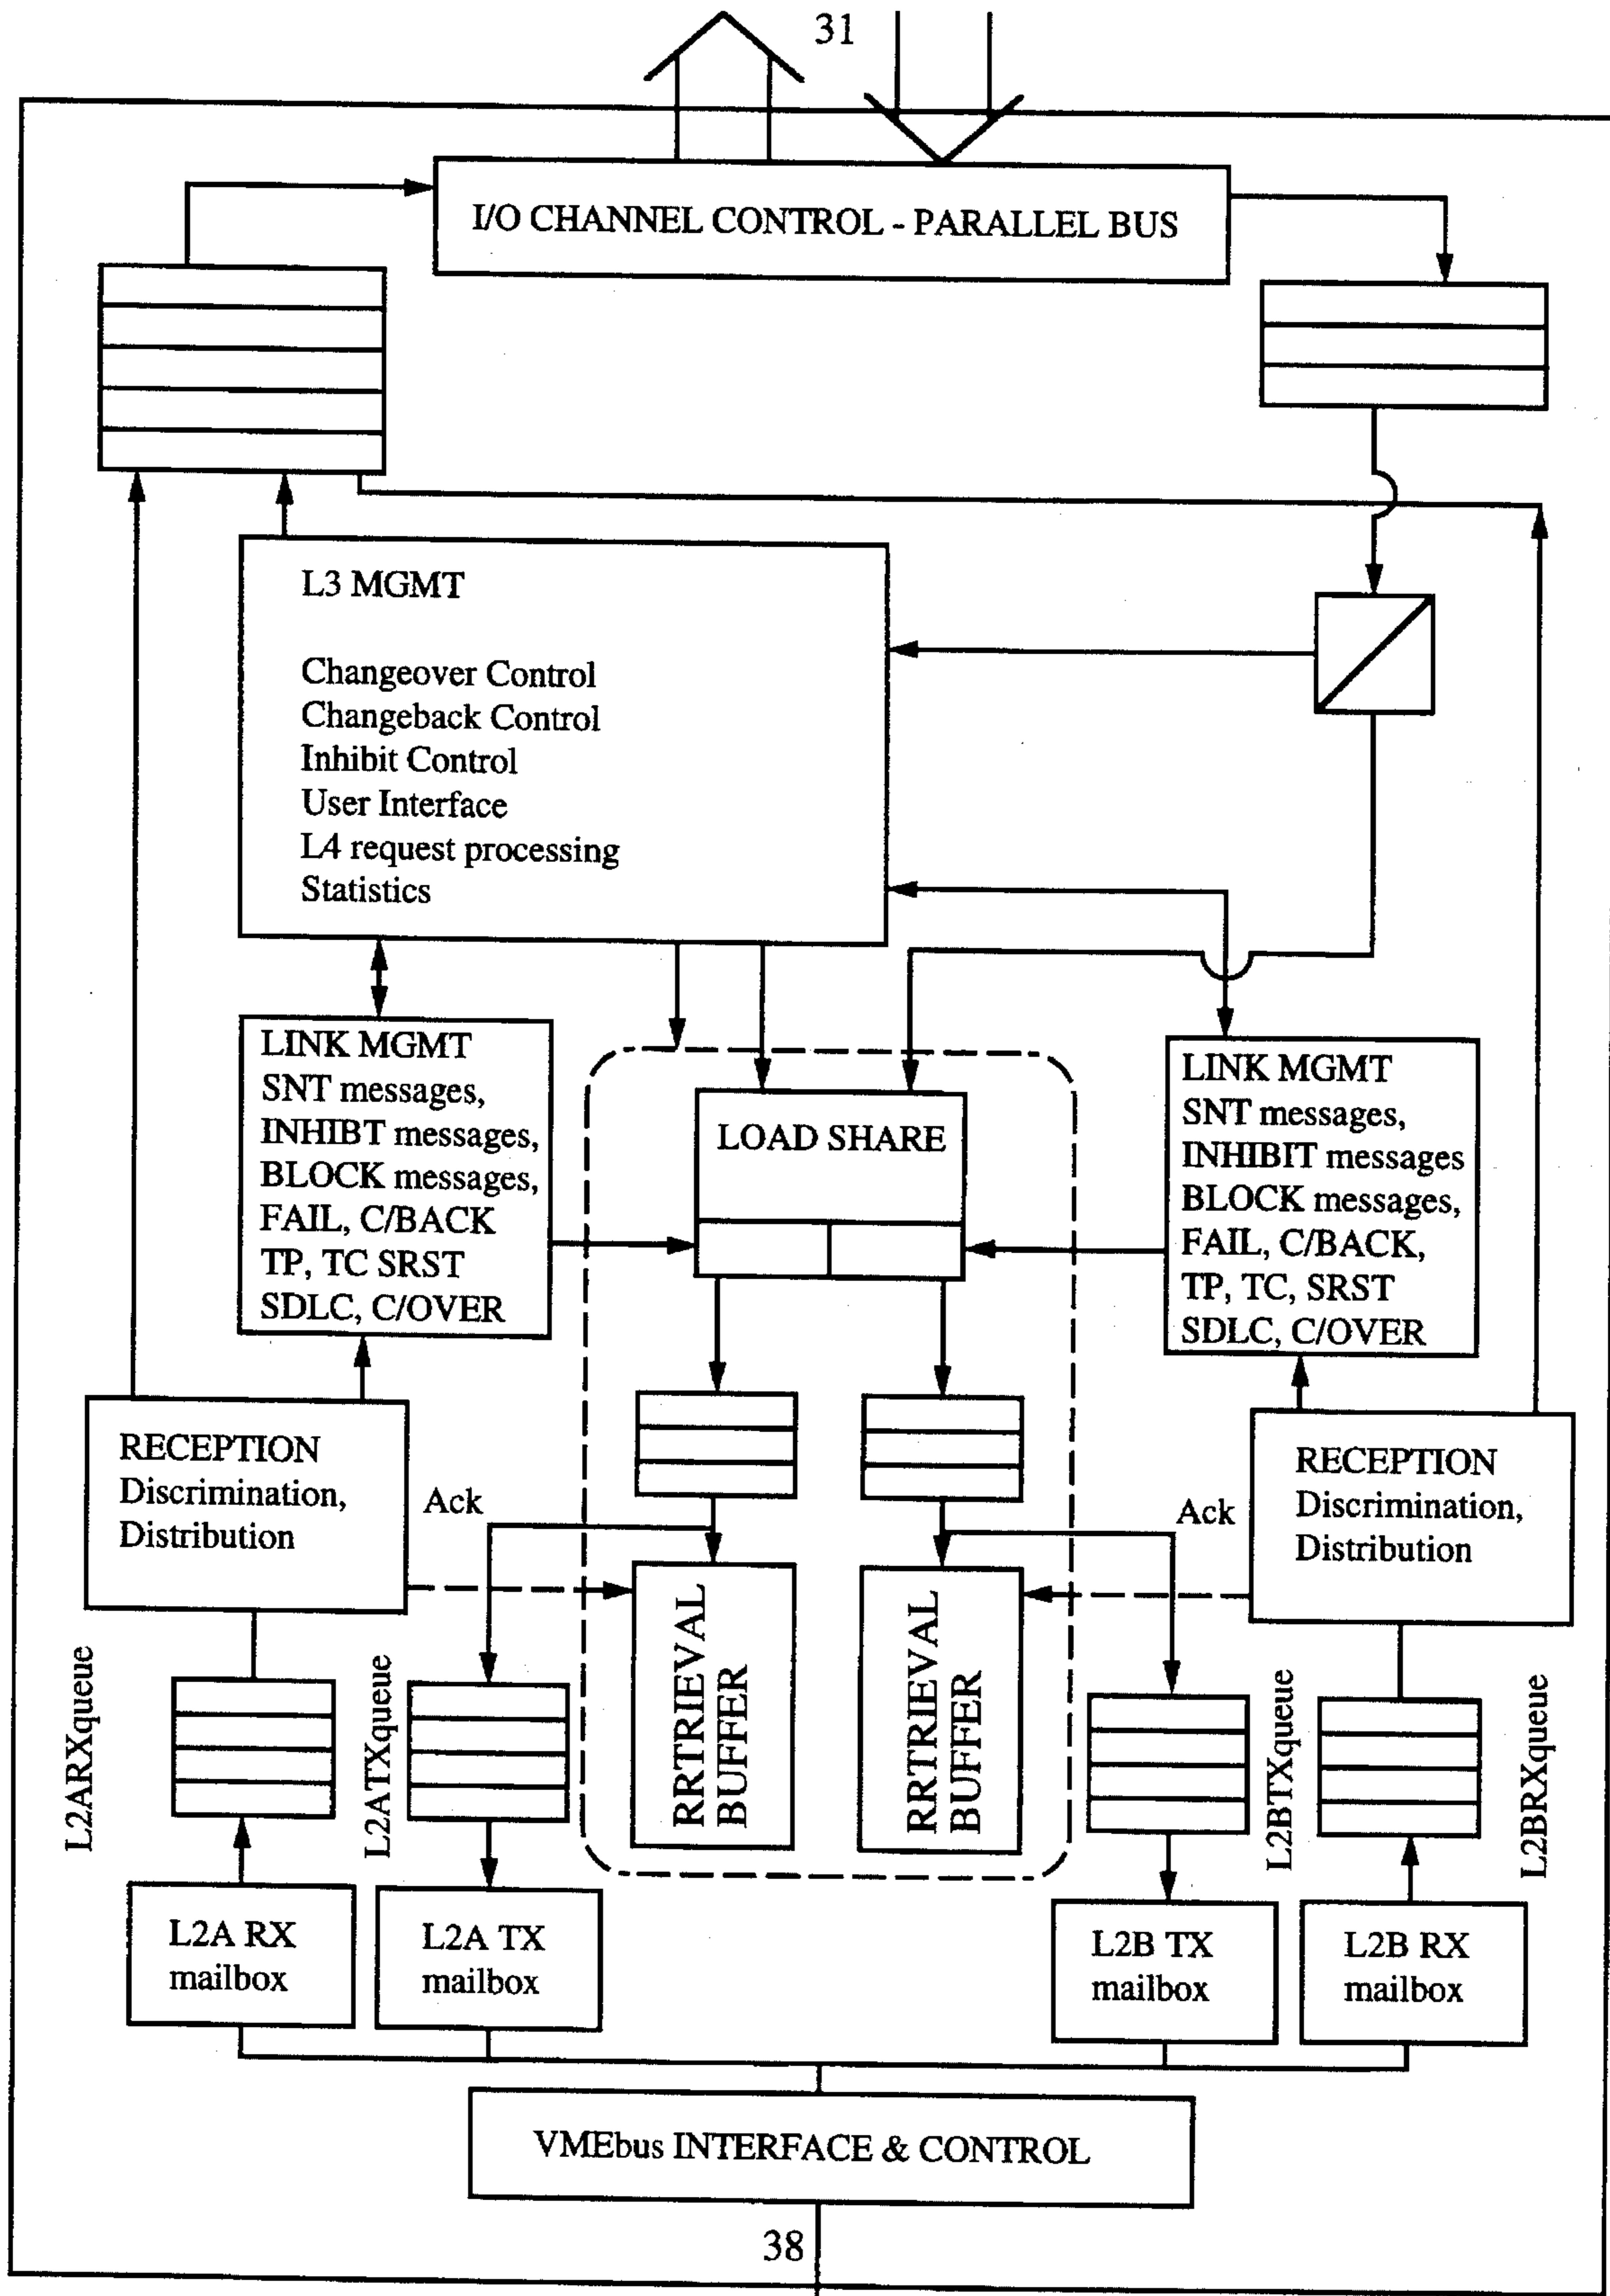 31
I/O CHANNEL CONTROL - PARALLEL BUS
L3 MGMT
Changeover Control
Changeback Control
Inhibit Control
User Interface
L4 request processing
Statistics
LINK MGMT
SNT messages,
INHIBT messages,
BLOCK messages,
FAIL, C/BACK
TP, TC SRST
SDLC, C/OVER
LOAD SHARE
LINK MGMT
SNT messages,
INHIBIT messages
BLOCK messages,
FAIL, C/BACK,
TP, TC, SRST
SDLC, C/OVER
RECEPTION
Discrimination,
Distribution
Ack
Ack
RECEPTION
Discrimination,
Distribution
L2ARXqueue
L2ATXqueue
RRTRIEVAL
BUFFER
RRTRIEVAL
BUFFER
L2BTXqueue
L2BRXqueue
L2A RX
mailbox
L2A TX
mailbox
L2B TX
mailbox
L2B RX
mailbox
VMEbus INTERFACE & CONTROL
38